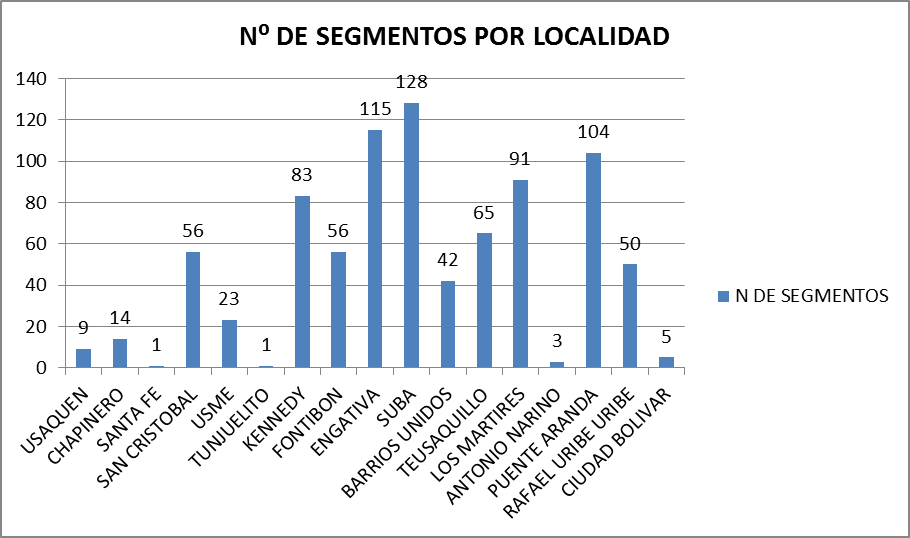 Nº DE SEGMENTOS POR LOCALIDAD
140
120
100
80
60
40
20
0
9
14
1
56
23
1
83
56
115
128
42
65
91
3
104
50
5
USAQUEN
CHAPINERO
SANTA FE
SAN CRISTOBAL
USME
TUNJUELITO
KENNEDY
FONTIBON
ENGATIVA
SUBA
BARRIOS UNIDOS
TEUSAQUILLO
LOS MARTIRES
ANTONIO NARINO
PUENTE ARANDA
RAFAEL URIBE URIBE
CIUDAD BOLIVAR
N DE SEGMENTOS